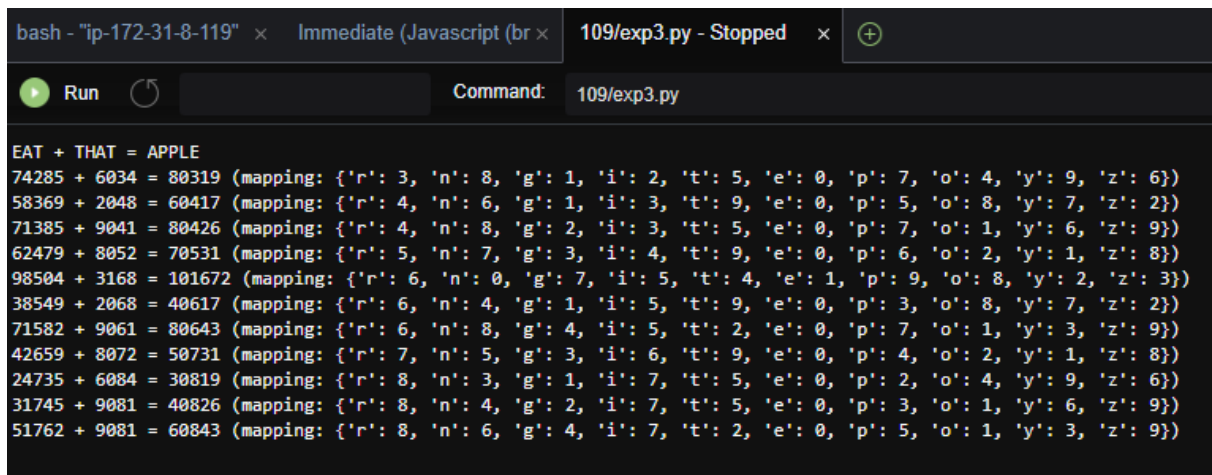 bash - "ip-172-31-8-119" × Immediate (Javascript (br × 109/exp3.py - Stopped ×
Run Command: 109/exp3.py
EAT + THAT = APPLE
74285 + 6034 = 80319 (mapping: {'r': 3, 'n': 8, 'g': 1, 'i': 2, 't': 5, 'e': 0, 'p': 7, 'o': 4, 'y': 9, 'z': 6})
58369 + 2048 = 60417 (mapping: {'r': 4, 'n': 6, 'g': 1, 'i': 3, 't': 9, 'e': 0, 'p': 5, 'o': 8, 'y': 7, 'z': 2})
71385 + 9041 = 80426 (mapping: {'r': 4, 'n': 8, 'g': 2, 'i': 3, 't': 5, 'e': 0, 'p': 7, 'o': 1, 'y': 6, 'z': 9})
62479 + 8052 = 70531 (mapping: {'r': 5, 'n': 7, 'g': 3, 'i': 4, 't': 9, 'e': 0, 'p': 6, 'o': 2, 'y': 1, 'z': 8})
98504 + 3168 = 101672 (mapping: {'r': 6, 'n': 0, 'g': 7, 'i': 5, 't': 4, 'e': 1, 'p': 9, 'o': 8, 'y': 2, 'z': 3})
38549 + 2068 = 40617 (mapping: {'r': 6, 'n': 4, 'g': 1, 'i': 5, 't': 9, 'e': 0, 'p': 3, 'o': 8, 'y': 7, 'z': 2})
71582 + 9061 = 80643 (mapping: {'r': 6, 'n': 8, 'g': 4, 'i': 5, 't': 2, 'e': 0, 'p': 7, 'o': 1, 'y': 3, 'z': 9})
42659 + 8072 = 50731 (mapping: {'r': 7, 'n': 5, 'g': 3, 'i': 6, 't': 9, 'e': 0, 'p': 4, 'o': 2, 'y': 1, 'z': 8})
24735 + 6084 = 30819 (mapping: {'r': 8, 'n': 3, 'g': 1, 'i': 7, 't': 5, 'e': 0, 'p': 2, 'o': 4, 'y': 9, 'z': 6})
31745 + 9081 = 40826 (mapping: {'r': 8, 'n': 4, 'g': 2, 'i': 7, 't': 5, 'e': 0, 'p': 3, 'o': 1, 'y': 6, 'z': 9})
51762 + 9081 = 60843 (mapping: {'r': 8, 'n': 6, 'g': 4, 'i': 7, 't': 2, 'e': 0, 'p': 5, 'o': 1, 'y': 3, 'z': 9})